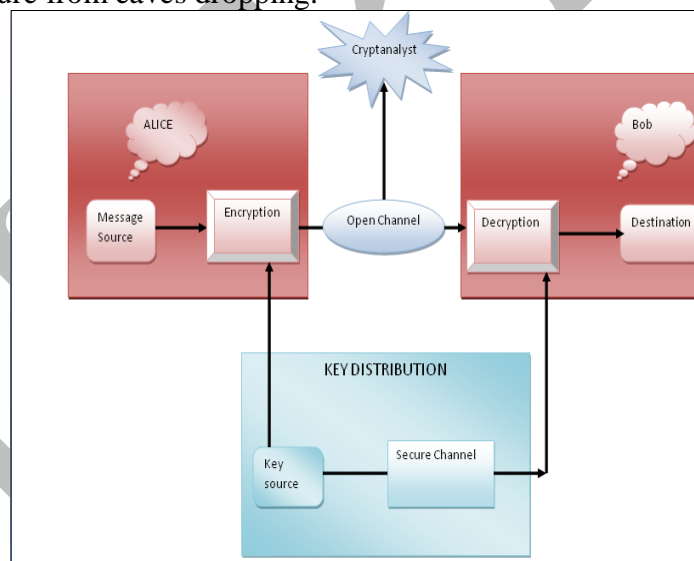 ure from eaves dropping.
Cryptanalyst
ALICE
Bob
Message
Source
Encryption
Open Channel
Decryption
Destination
KEY DISTRIBUTION
Key
source
Secure Channel